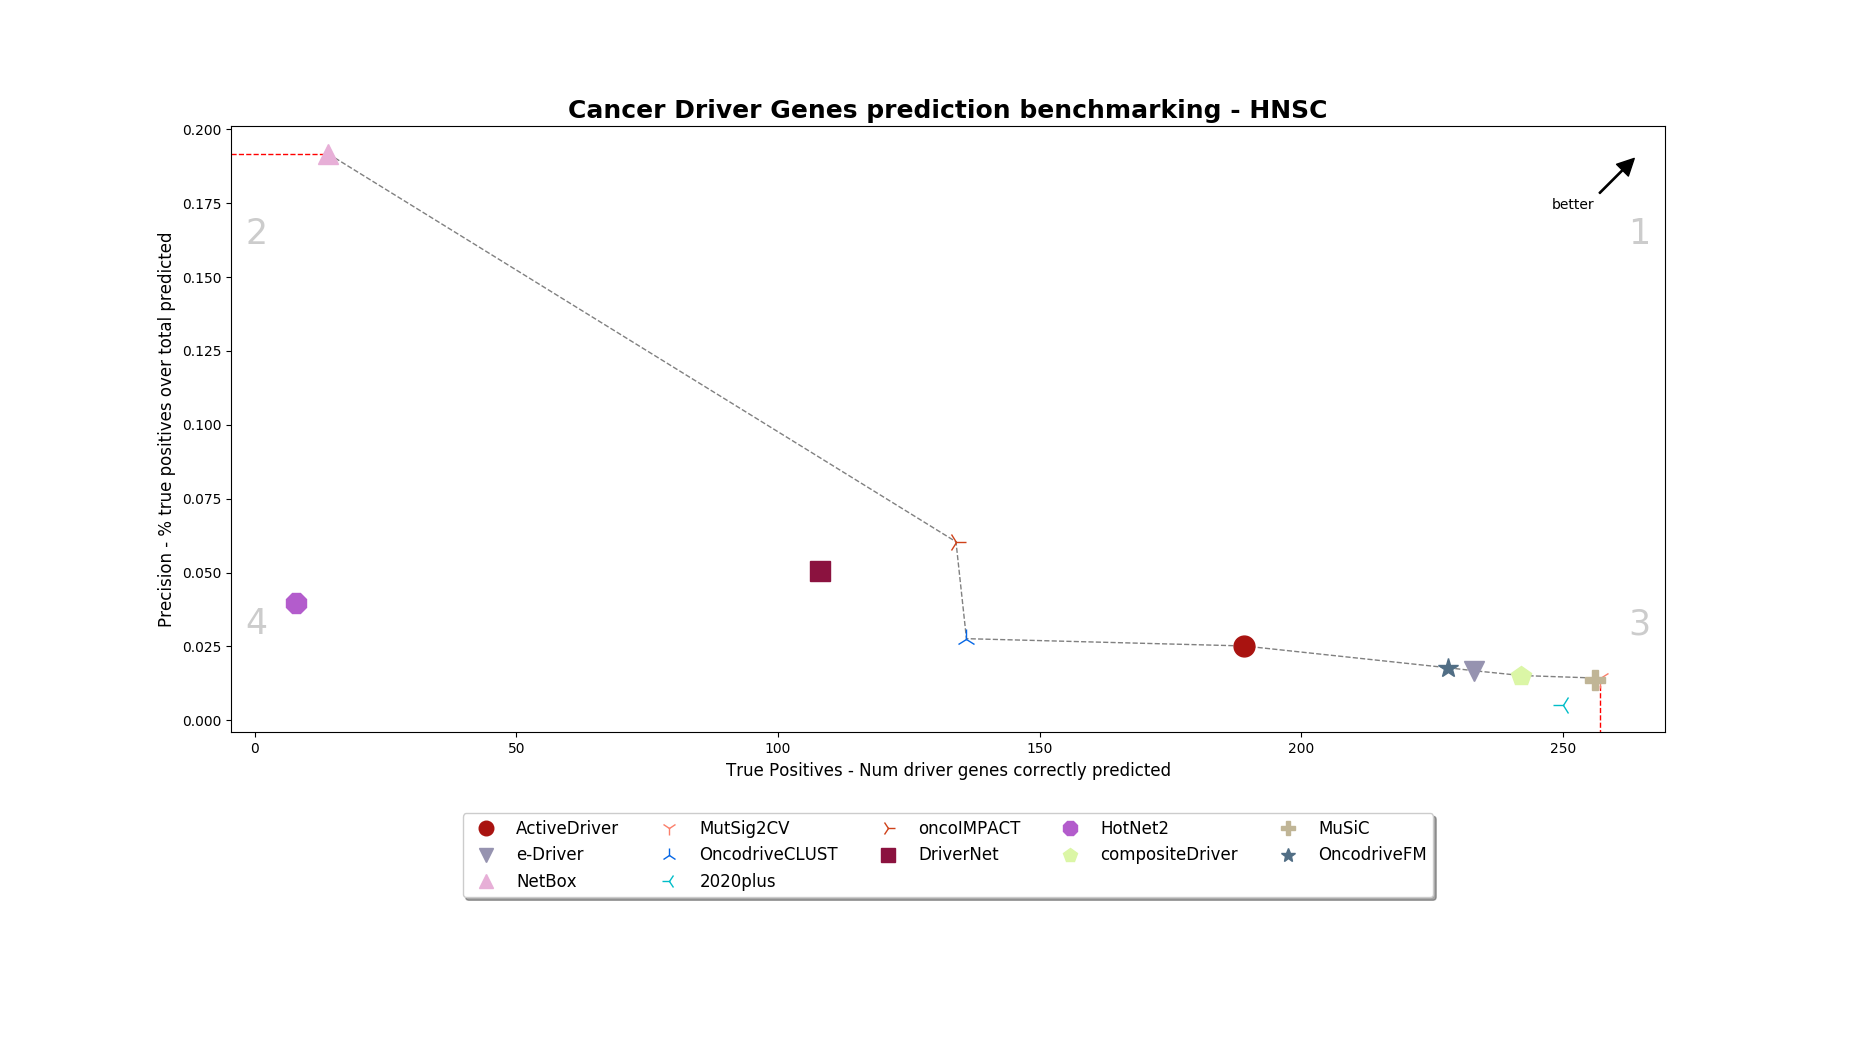 Cancer Driver Genes prediction benchmarking - HNSC
Precision - % true positives over total predicted
0.200
0.175
0.150
0.125
0.100
0.075
0.050
0.025
0.000
2
1
better
4
3
0 50 100 150 200 250
True Positives - Num driver genes correctly predicted
ActiveDriver MutSig2CV oncoIMPACT HotNet2 MuSiC
e-Driver OncodriveCLUST DriverNet compositeDriver OncodriveFM
NetBox 2020plus